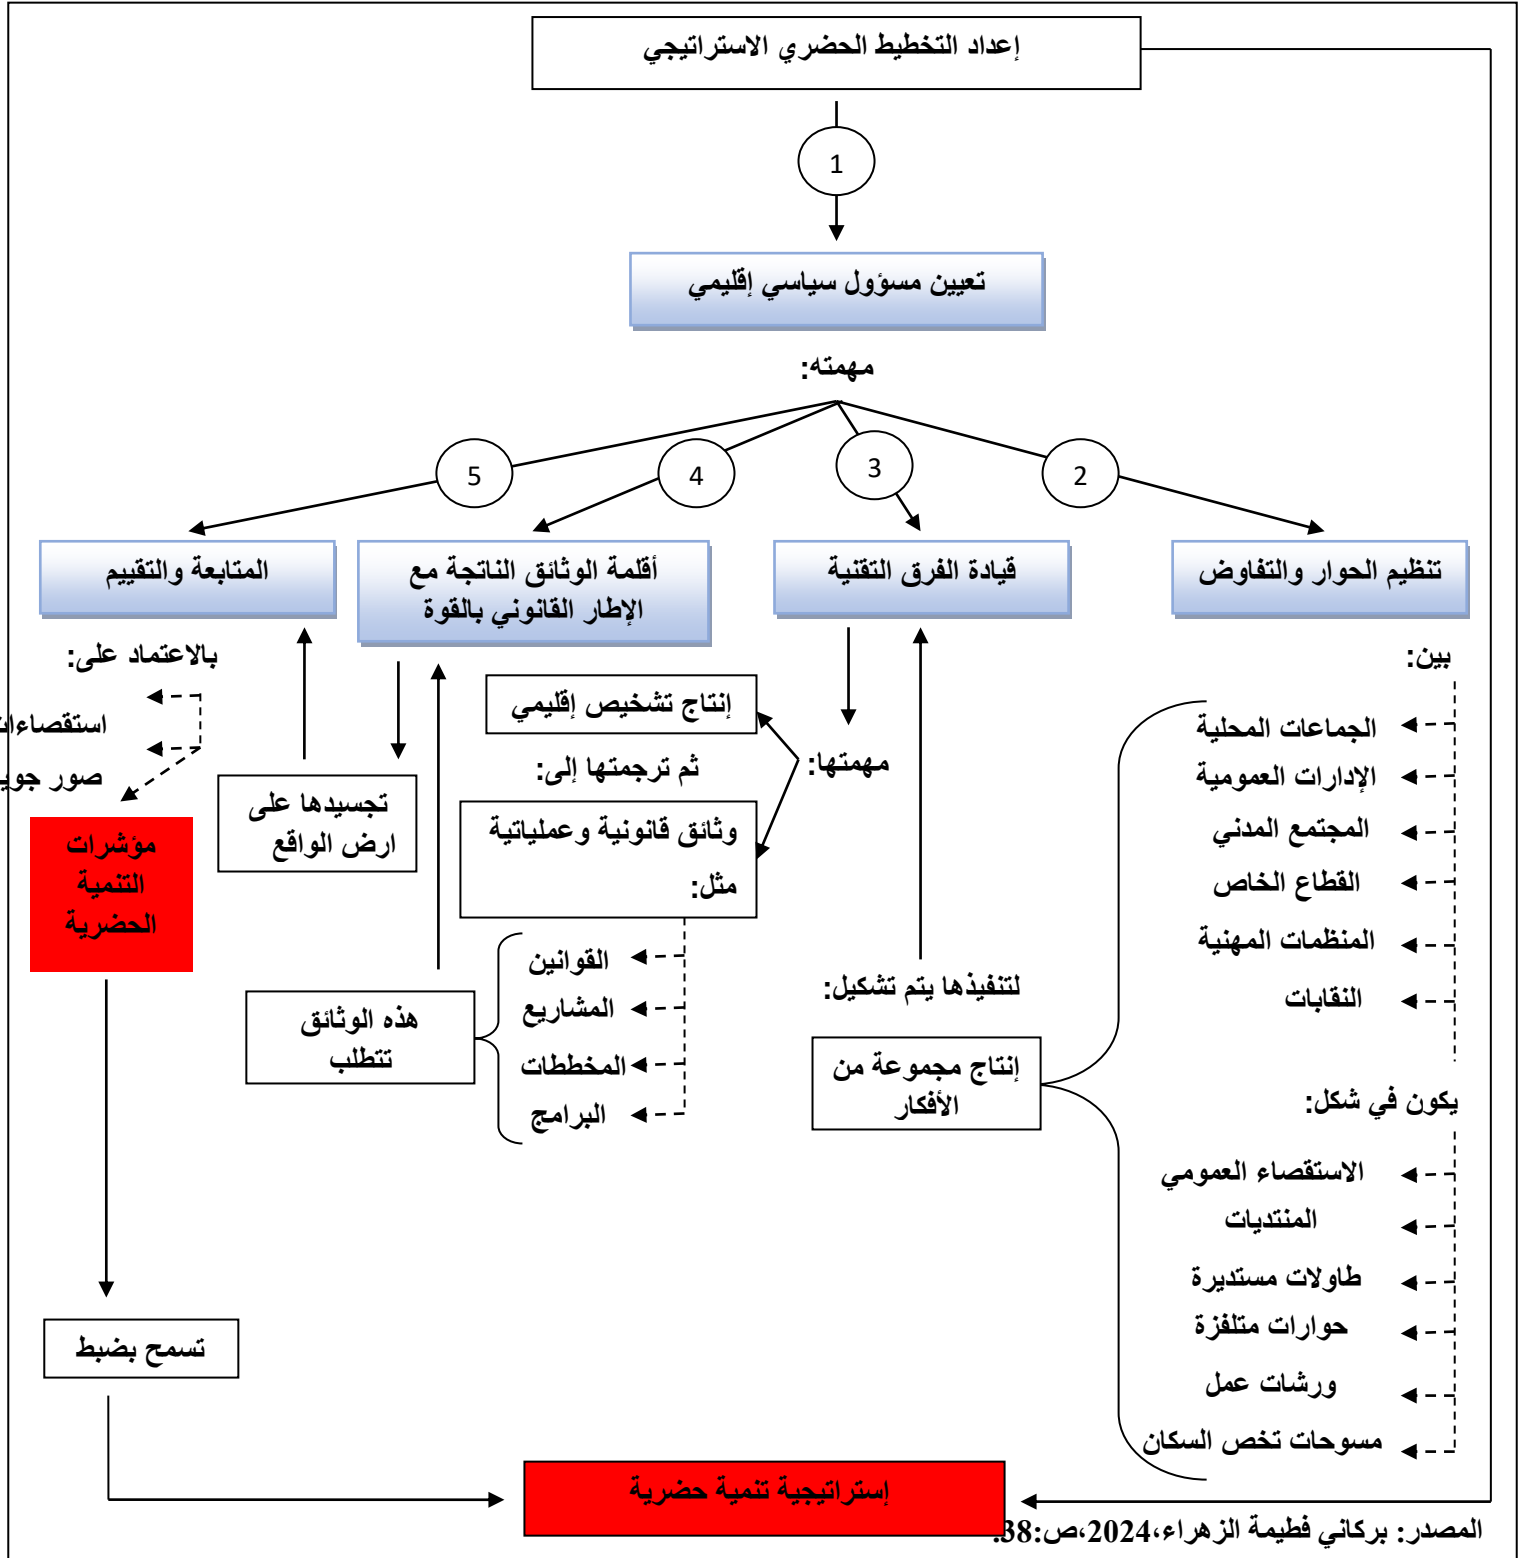 إعداد التخطيط الحضري الاستراتيجي
1
تعيين مسؤول سياسي إقليمي
مهمته:
2
3
4
5
تنظيم الحوار والتفاوض
قيادة الفرق التقنية
أقلمة الوثائق الناتجة مع
الإطار القانوني بالقوة
المتابعة والتقييم
بين:
الجماعات المحلية
الإدارات العمومية
المجتمع المدني
القطاع الخاص
المنظمات المهنية
النقابات
يكون في شكل:
الاستقصاء العمومي
المنتديات
طاولات مستديرة
حوارات متلفزة
ورشات عمل
مسوحات تخص السكان
إنتاج مجموعة من
الأفكار
لتنفيذها يتم تشكيل:
مهمتها:
إنتاج تشخيص إقليمي
ثم ترجمتها إلى:
وثائق قانونية وعملياتية
مثل:
القوانين
المشاريع
المخططات
البرامج
هذه الوثائق
تتطلب
تجسيدها على
ارض الواقع
بالاعتماد على:
استقصاءات
صور
مؤشرات
التنمية
الحضرية
تسمح بضبط
إستراتيجية تنمية حضرية
المصدر: بركاني فطيمة الزهراء،2024،ص:38.